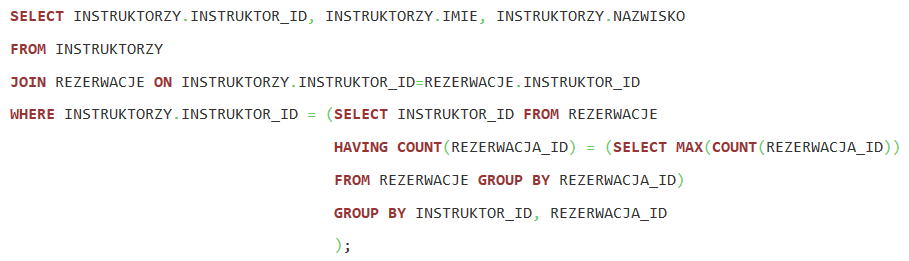 SELECT INSTRUKTORZY.INSTRUKTOR_ID, INSTRUKTORZY.IMIE, INSTRUKTORZY.NAZWISKO
FROM INSTRUKTORZY
JOIN REZERWACJE ON INSTRUKTORZY.INSTRUKTOR_ID=REZERWACJE.INSTRUKTOR_ID
WHERE INSTRUKTORZY.INSTRUKTOR_ID = (SELECT INSTRUKTOR_ID FROM REZERWACJE
HAVING COUNT(REZERWACJA_ID) = (SELECT MAX(COUNT(REZERWACJA_ID))
FROM REZERWACJE GROUP BY REZERWACJA_ID)
GROUP BY INSTRUKTOR_ID, REZERWACJA_ID
);